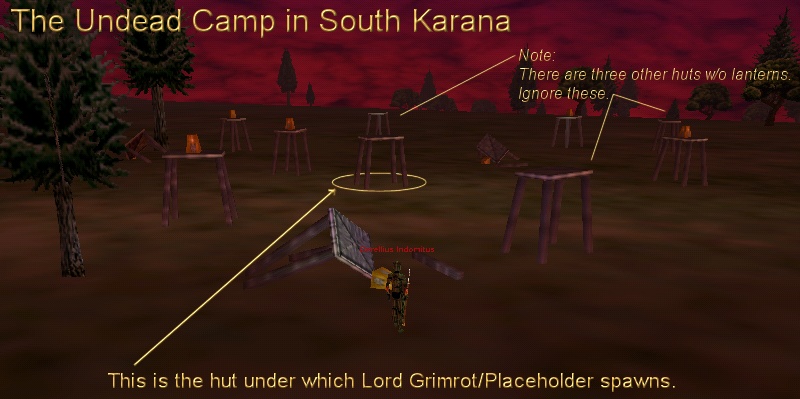 The Undead Camp in South Karana
Note:
There are three other huts w/o lanterns.
Ignore these.
This is the hut under which Lord Grimrot/Placeholder spawns.